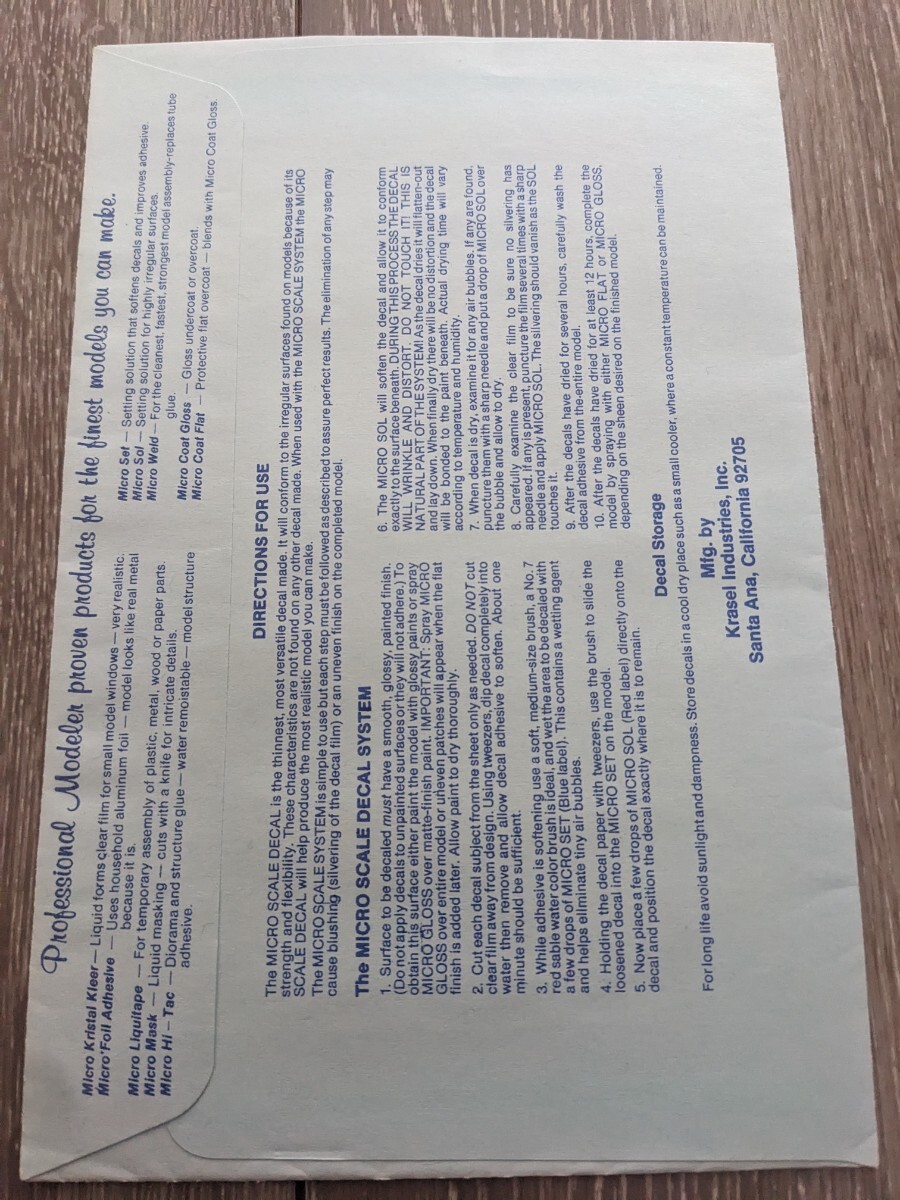 Professional Modeler proven products for the finest models you can make.
Micro Kristal Kleer — Liquid forms clear film for small model windows — very realistic.
Micro Foil Adhesive — Uses household aluminum foil — model looks like real metal
because it is.
Micro Liquitape — For temporary assembly of plastic, metal, wood or paper parts.
Micro Mask — Liquid masking — cuts with a knife for intricate details.
Micro Hi - Tac — Diorama and structure glue — water remoistable — model structure
adhesive.
Micro Set — Setting solution that softens decals and improves adhesive.
Micro Sol — Setting solution for highly irregular surfaces.
Micro Weld — For the cleanest, fastest, strongest model assembly-replaces tube
glue.
Micro Coat Gloss — Gloss undercoat or overcoat.
Micro Coat Flat — Protective flat overcoat — blends with Micro Coat Gloss.
DIRECTIONS FOR USE
The MICRO SCALE DECAL is the thinnest, most versatile decal made. It will conform to the irregular surfaces found on models because of its
strength and flexibility. These characteristics are not found on any other decal made. When used with the MICRO SCALE SYSTEM the MICRO
SCALE DECAL will help produce the most realistic model you can make.
The MICRO SCALE SYSTEM is simple to use but each step must be followed as described to assure perfect results. The elimination of any step may
cause blushing (silvering of the decal film) or an uneven finish on the completed model.
The MICRO SCALE DECAL SYSTEM
1. Surface to be decaled must have a smooth, glossy, painted finish.
(Do not apply decals to unpainted surfaces or they will not adhere.) To
obtain this surface either paint the model with glossy paints or spray
MICRO GLOSS over matte-finish paint. IMPORTANT: Spray MICRO
GLOSS over entire model or uneven patches will appear when the flat
finish is added later. Allow paint to dry thoroughly.
2. Cut each decal subject from the sheet only as needed. DO NOT cut
clear film away from design. Using tweezers, dip decal completely into
water then remove and allow decal adhesive to soften. About one
minute should be sufficient.
3. While adhesive is softening use a soft, medium-size brush, a No. 7
red sable water color brush is ideal, and wet the area to be decaled with
a few drops of MICRO SET (Blue label). This contains a wetting agent
and helps eliminate tiny air bubbles.
4. Holding the decal paper with tweezers, use the brush to slide the
loosened decal into the MICRO SET on the model.
5. Now place a few drops of MICRO SOL (Red label) directly onto the
decal and position the decal exactly where it is to remain.
6. The MICRO SOL will soften the decal and allow it to conform
exactly to the surface beneath. DURING THIS PROCESS THE DECAL
WILL WRINKLE AND DISTORT. DO NOT TOUCH IT! THIS IS
NATURAL PART OF THE SYSTEM! As the decal dries it will flatten-out
and lay down. When finally dry there will be no distortion and the decal
will be bonded to the paint beneath. Actual drying time will vary
according to temperature and humidity.
7. When decal is dry, examine it for any air bubbles. If any are found,
puncture them with a sharp needle and put a drop of MICRO SOL over
the bubble and allow to dry.
8. Carefully examine the clear film to be sure no silvering has
appeared, if any is present, puncture the film several times with a sharp
needle and apply MICRO SOL. The silvering should vanish as the SOL
touches it.
9. After the decals have dried for several hours, carefully wash the
decal adhesive from the entire model.
10. After the decals have dried for at least 12 hours, complete the
model by spraying with either MICRO FLAT or MICRO GLOSS,
depending on the sheen desired on the finished model.
Decal Storage
For long life avoid sunlight and dampness. Store decals in a cool dry place such as a small cooler, where a constant temperature can be maintained.
Mfg. by
Krasel Industries, Inc.
Santa Ana, California 92705